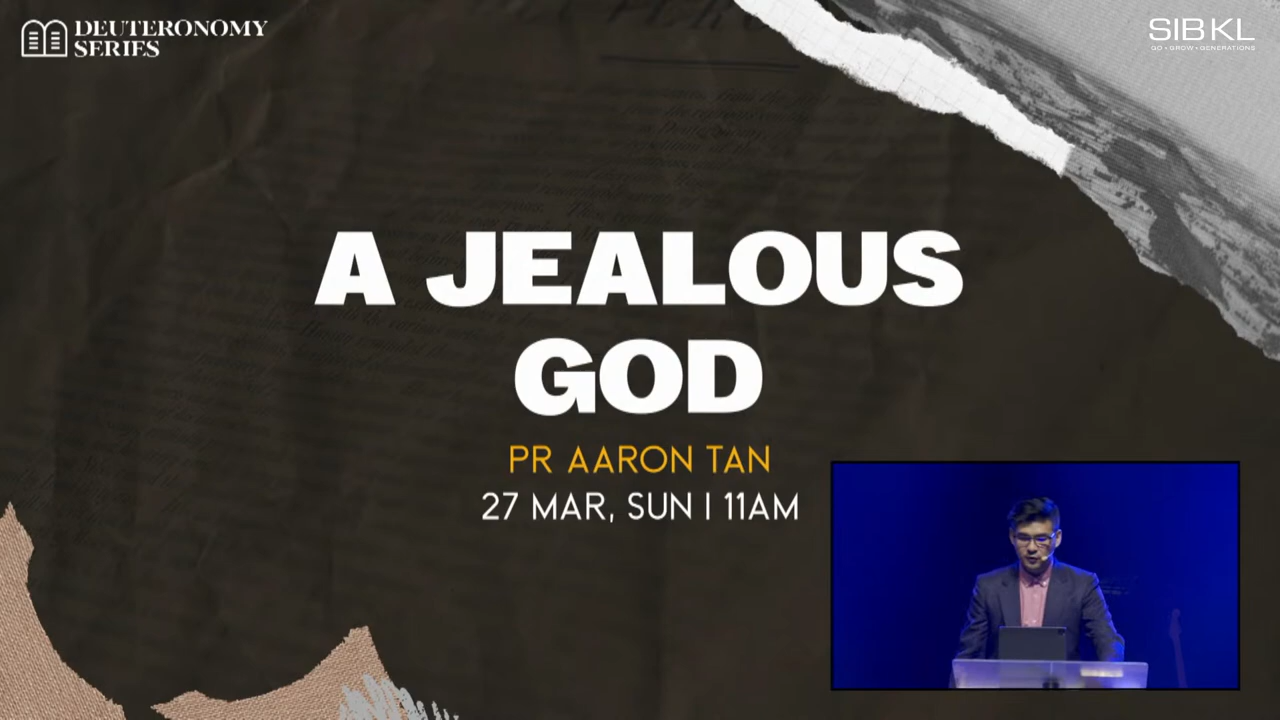 DEUTERONOMY
SERIES
SIBKL
GO • GROW • GENERATIONS
A JEALOUS
GOD
PR AARON TAN
27 MAR, SUN | 11AM